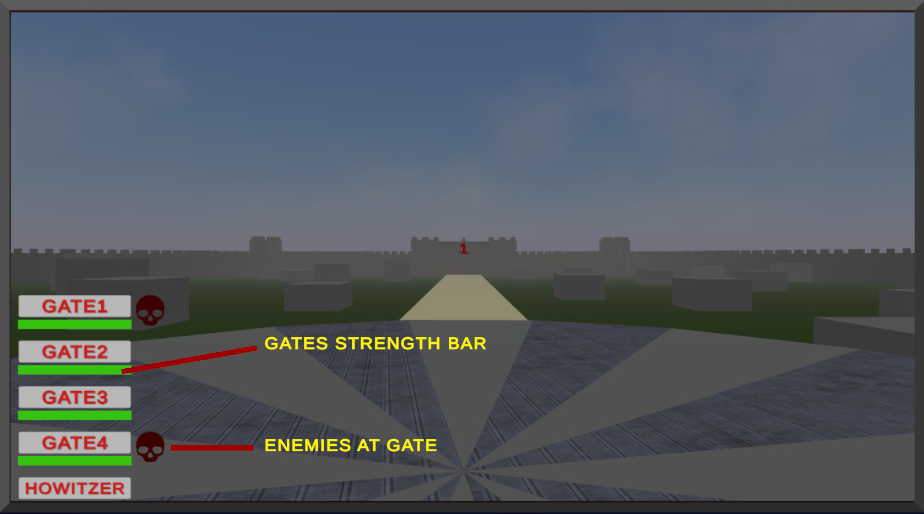 1
GATE1
GATES STRENGTH BAR
GATE2
GATE3
GATE4
ENEMIES AT GATE
HOWITZER